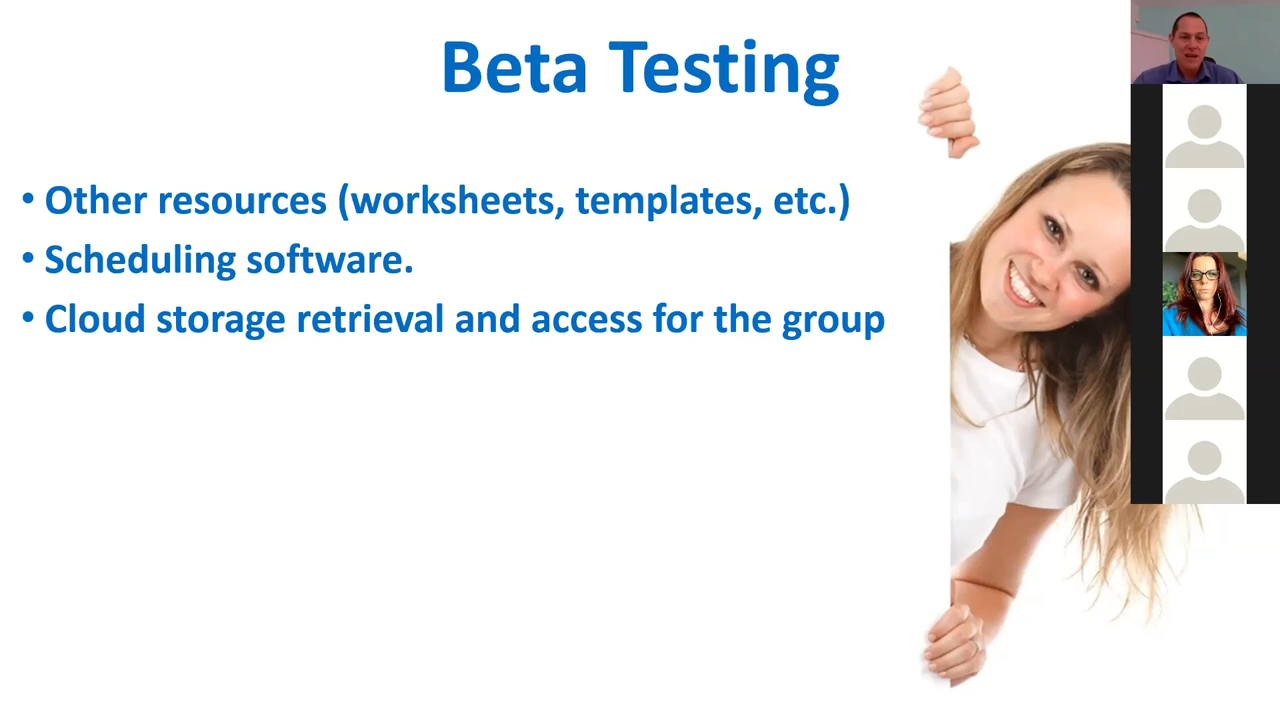 Beta Testing
• Other resources (worksheets, templates, etc.)
• Scheduling software.
• Cloud storage retrieval and access for the group